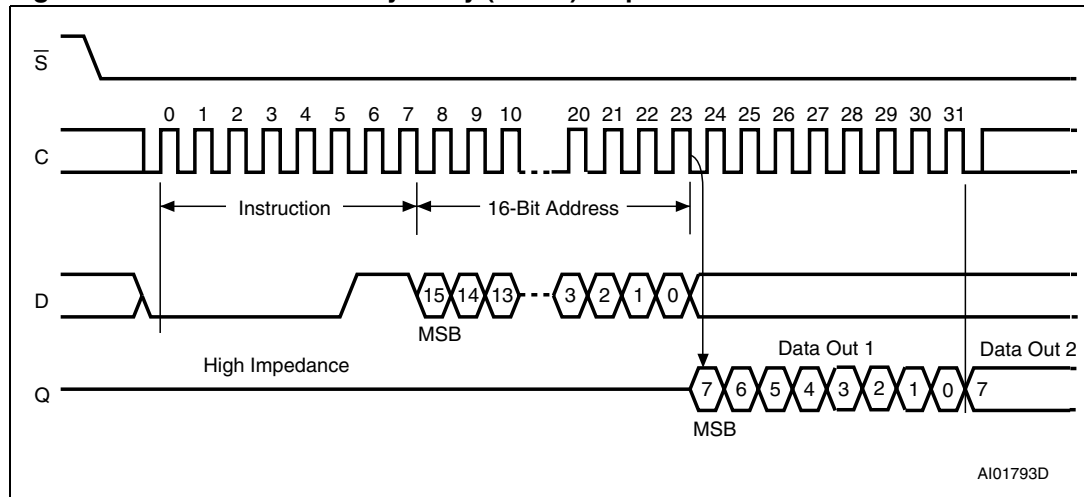 S
0 1 2 3 4 5 6 7 8 9 10 20 21 22 23 24 25 26 27 28 29 30 31
C
Instruction 16-Bit Address
D 15 14 13 3 2 1 0
MSB
High Impedance Data Out 1 Data Out 2
Q 7 6 5 4 3 2 1 0 7
MSB
AI01793D